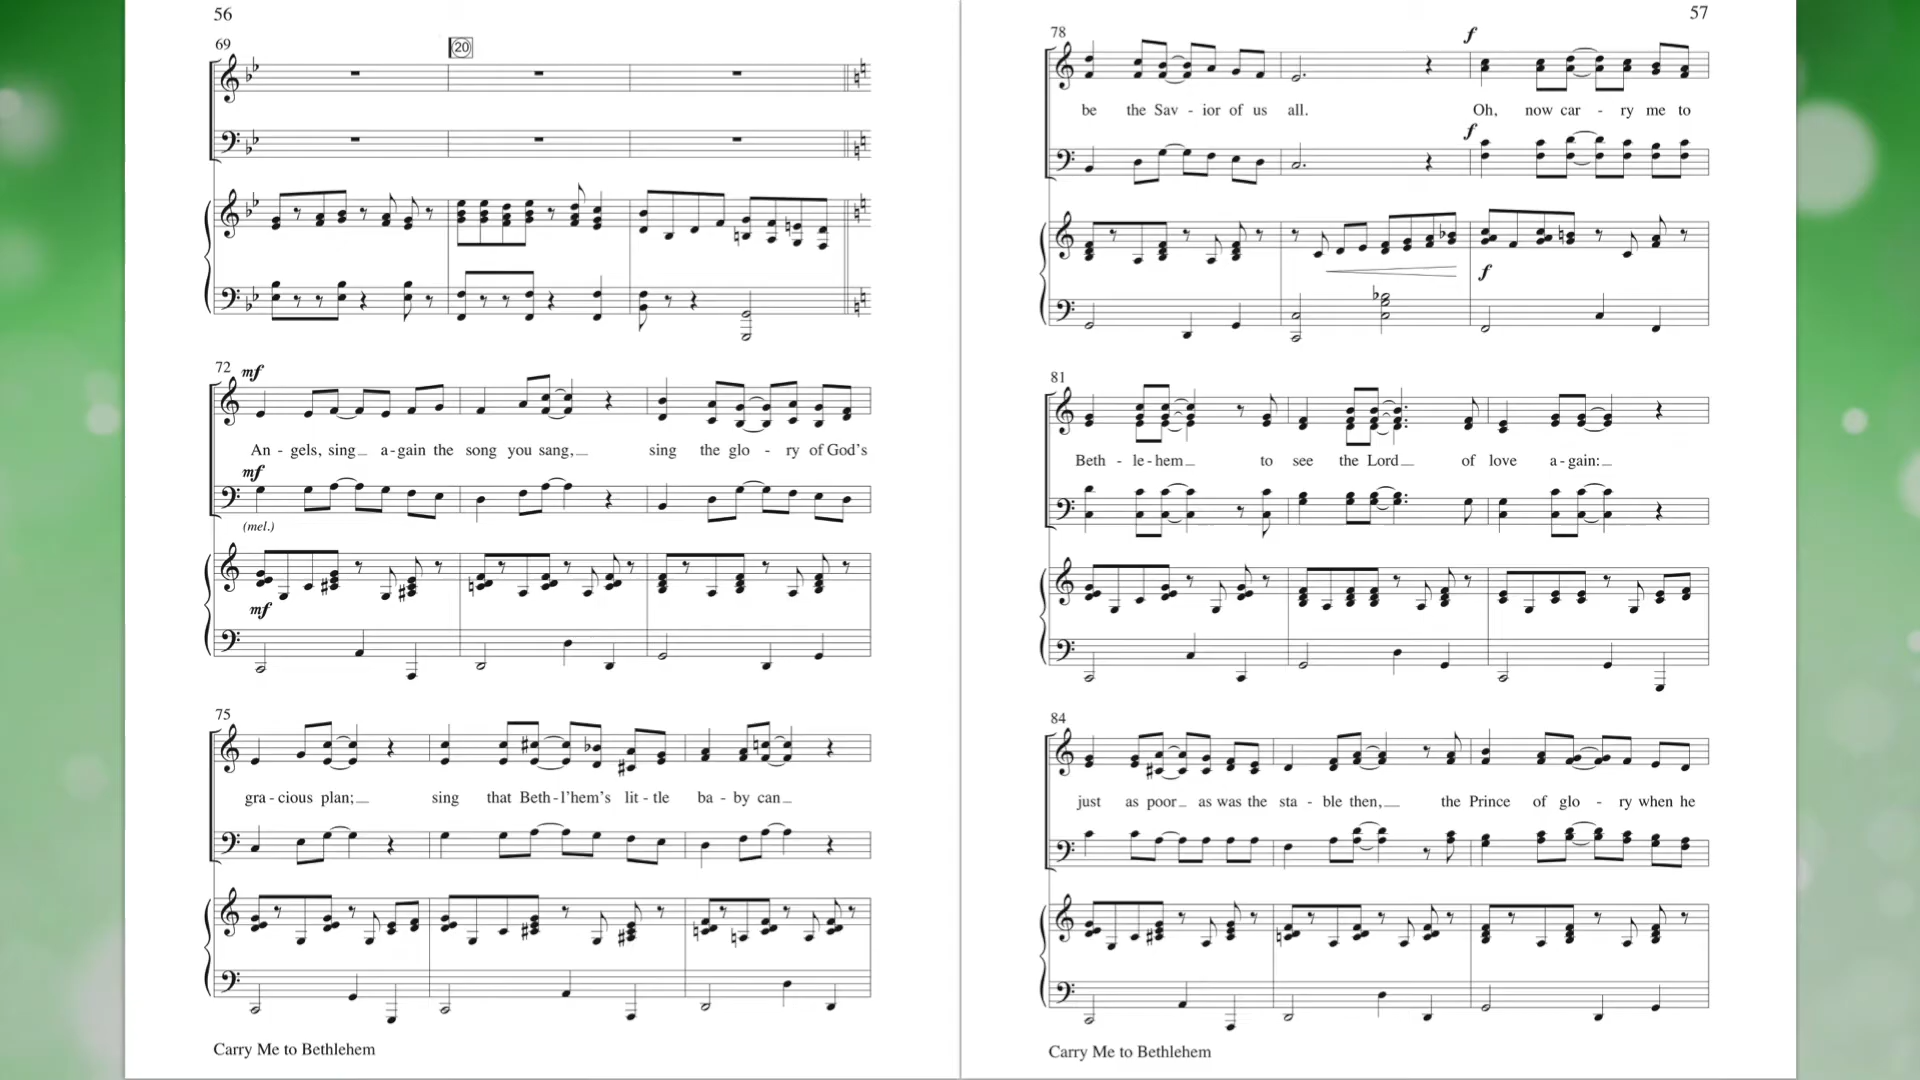 56
69
20
72
mf
An - gels, sing a - gain the song you sang, sing the glo - ry of God's
mf
(mel.)
mf
75
gra - cious plan; sing that Beth - l'hem's lit - tle ba - by can
Carry Me to Bethlehem
57
78
f
be the Sav - ior of us all. Oh, now car - ry me to
f
f
81
Beth - le - hem to see the Lord of love a - gain:
84
just as poor as was the sta - ble then, the Prince of glo - ry when he
Carry Me to Bethlehem